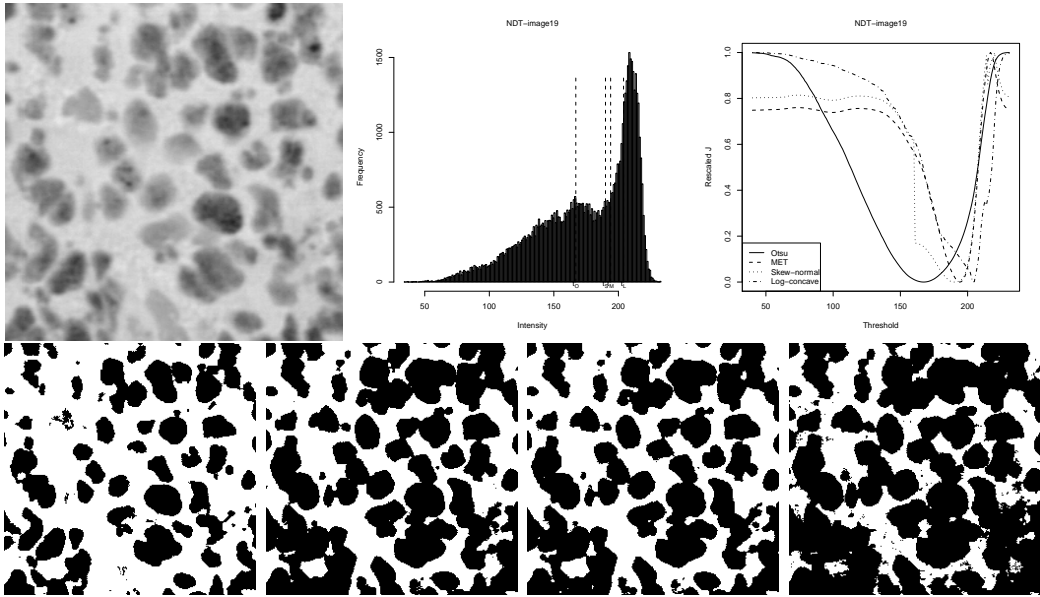 NDT−image19
Frequency
0
500
1000
1500
50
100
150
200
Intensity
NDT−image19
Rescaled J
0.0
0.2
0.4
0.6
0.8
1.0
Otsu
MET
Skew−normal
Log−concave
50
100
150
200
Threshold